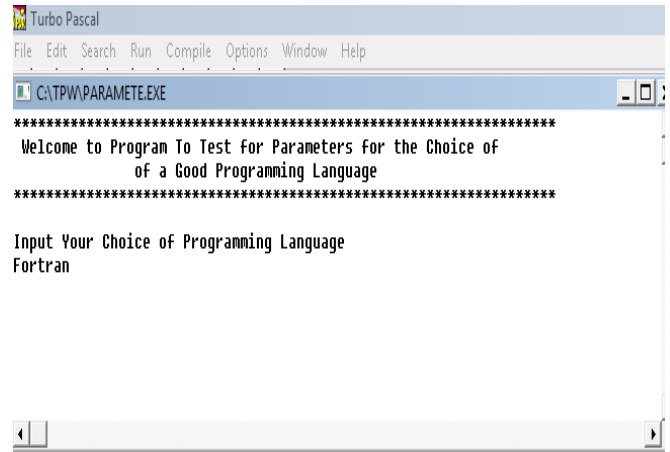 Turbo Pascal
File Edit Search Run Compile Options Window Help
C:\TPW\PARAMETE.EXE
********************************************************************
Welcome to Program To Test for Parameters for the Choice of
of a Good Programming Language
********************************************************************
Input Your Choice of Programming Language
Fortran